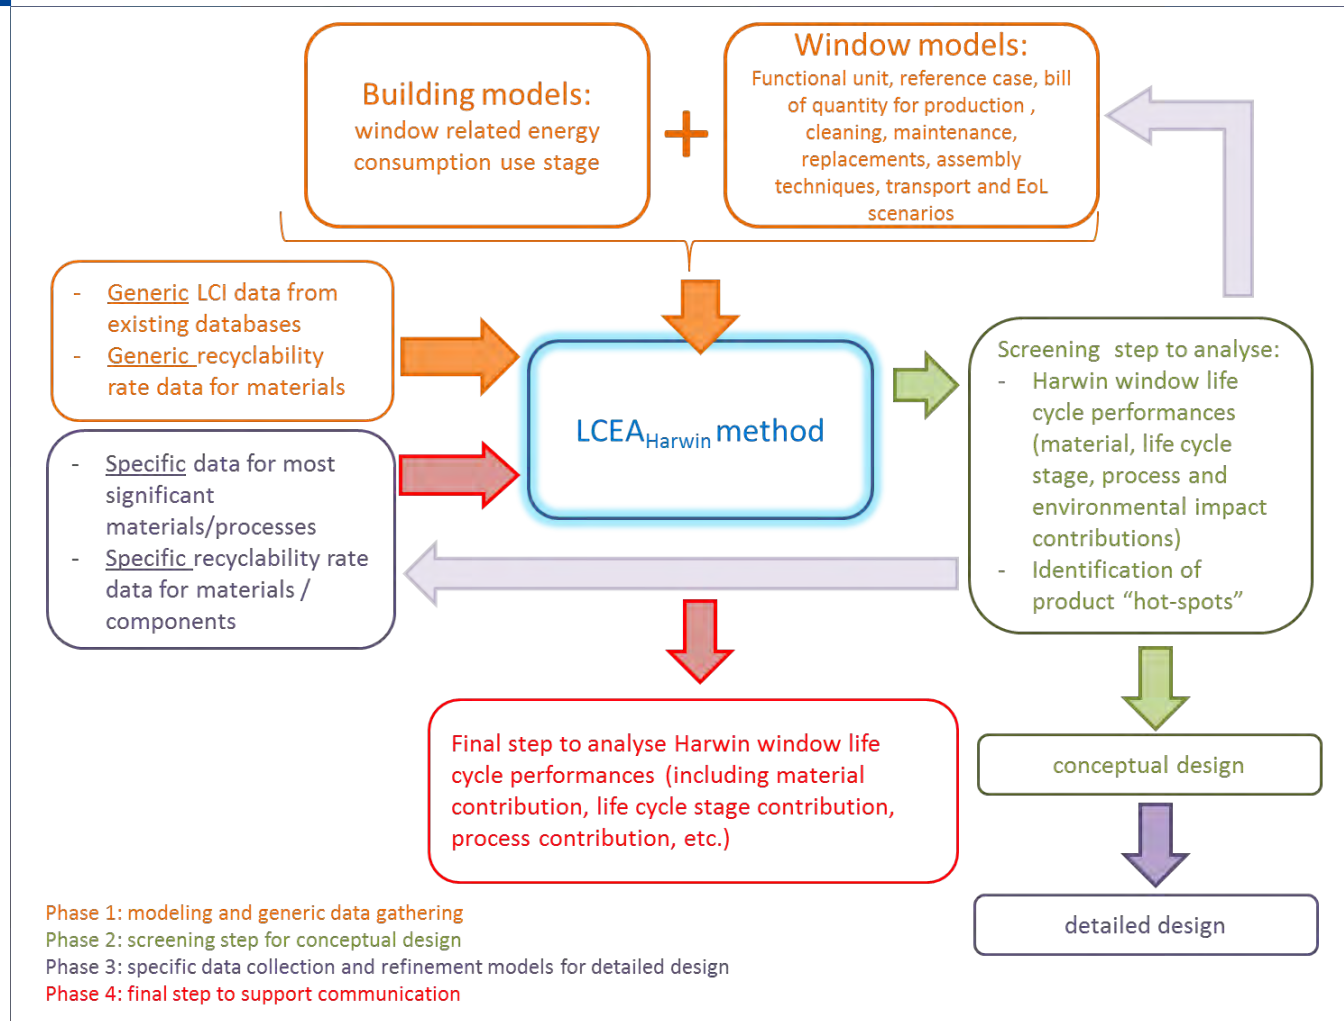 Building models:
window related energy
consumption use stage
+
Window models:
Functional unit, reference case, bill
of quantity for production ,
cleaning, maintenance,
replacements, assembly
techniques, transport and EoL
scenarios
- Generic LCI data from
existing databases
- Generic recyclability
rate data for materials
- Specific data for most
significant
materials/processes
- Specific recyclability rate
data for materials /
components
LCEAHarwin method
Screening step to analyse:
- Harwin window life
cycle performances
(material, life cycle
stage, process and
environmental impact
contributions)
- Identification of
product “hot-spots”
Final step to analyse Harwin window life
cycle performances (including material
contribution, life cycle stage contribution,
process contribution, etc.)
conceptual design
detailed design
Phase 1: modeling and generic data gathering
Phase 2: screening step for conceptual design
Phase 3: specific data collection and refinement models for detailed design
Phase 4: final step to support communication